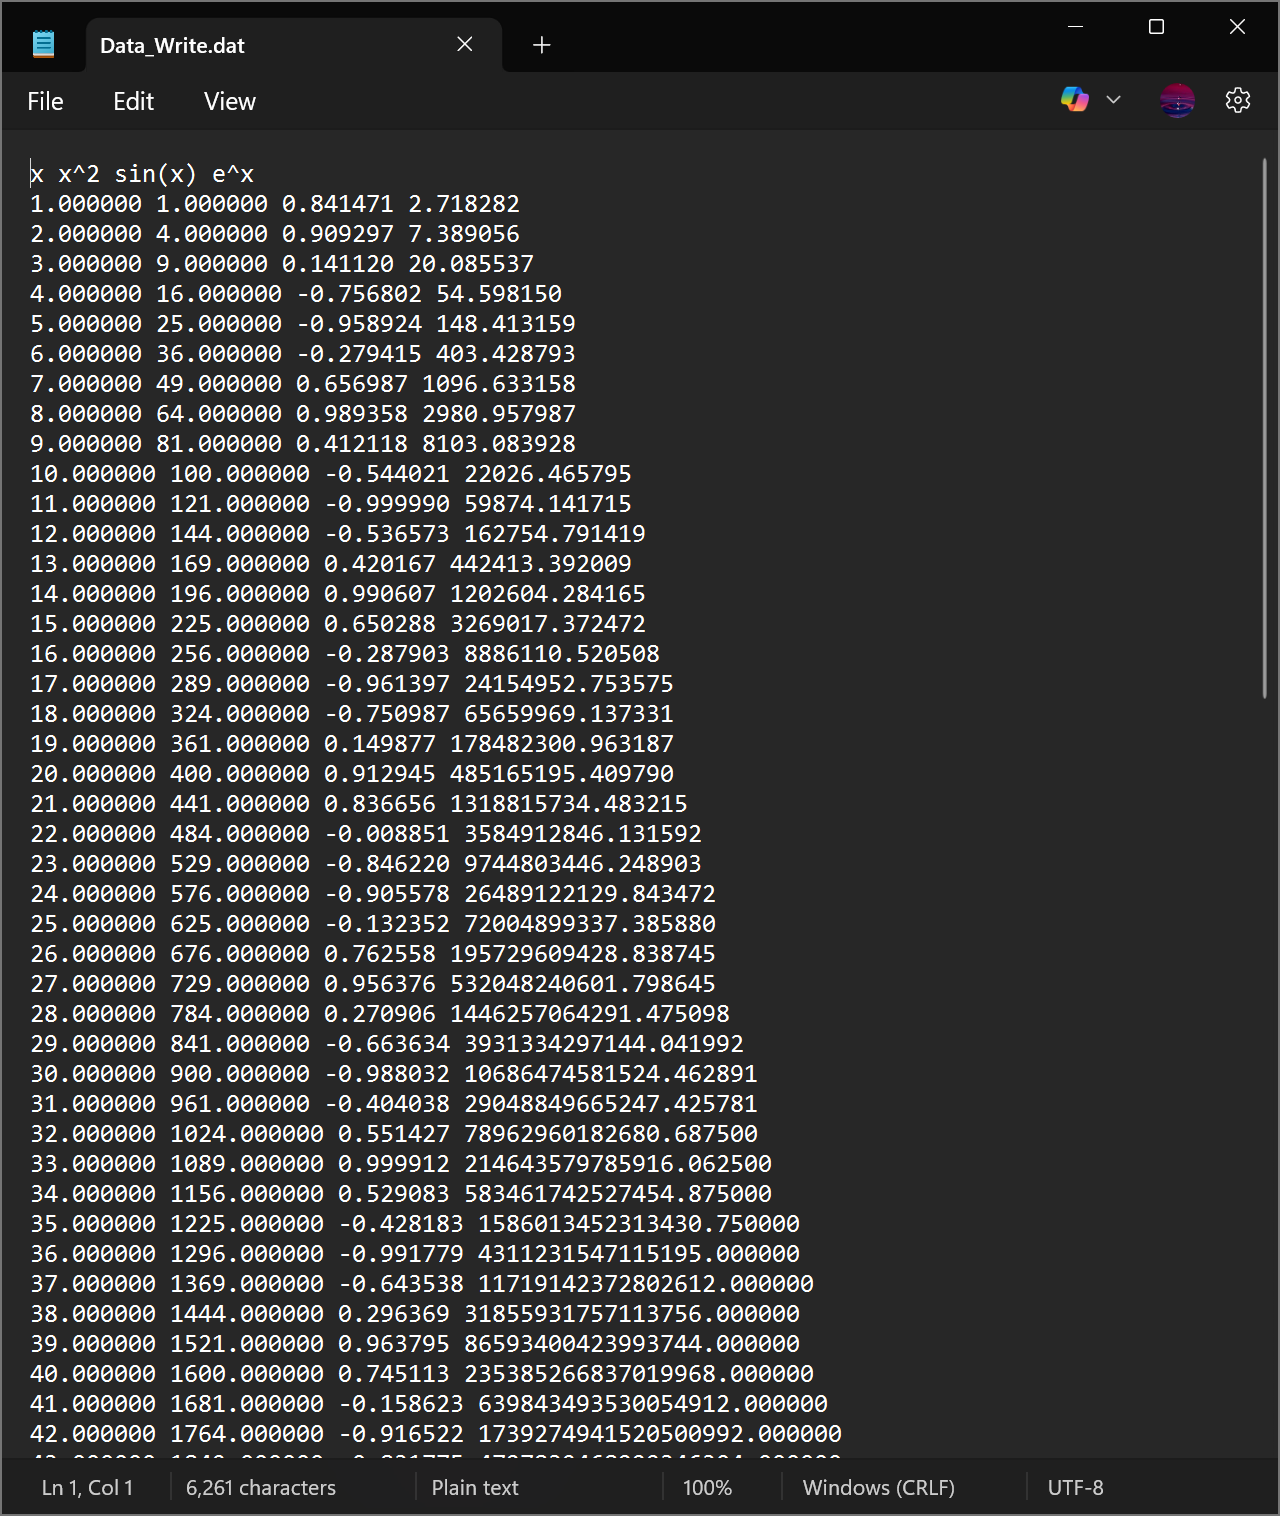 Data_Write.dat
File Edit View
x x^2 sin(x) e^x
1.000000 1.000000 0.841471 2.718282
2.000000 4.000000 0.909297 7.389056
3.000000 9.000000 0.141120 20.085537
4.000000 16.000000 -0.756802 54.598150
5.000000 25.000000 -0.958924 148.413159
6.000000 36.000000 -0.279415 403.428793
7.000000 49.000000 0.656987 1096.633158
8.000000 64.000000 0.989358 2980.957987
9.000000 81.000000 0.412118 8103.083928
10.000000 100.000000 -0.544021 22026.465795
11.000000 121.000000 -0.999990 59874.141715
12.000000 144.000000 -0.536573 162754.791419
13.000000 169.000000 0.420167 442413.392009
14.000000 196.000000 0.990607 1202604.284165
15.000000 225.000000 0.650288 3269017.372472
16.000000 256.000000 -0.287903 8886110.520508
17.000000 289.000000 -0.961397 24154952.753575
18.000000 324.000000 -0.750987 65659969.137331
19.000000 361.000000 0.149877 178482300.963187
20.000000 400.000000 0.912945 485165195.409790
21.000000 441.000000 0.836656 1318815734.483215
22.000000 484.000000 -0.008851 3584912846.131592
23.000000 529.000000 -0.846220 9744803446.248903
24.000000 576.000000 -0.905578 26489122129.843472
25.000000 625.000000 -0.132352 72004899337.385880
26.000000 676.000000 0.762558 195729609428.838745
27.000000 729.000000 0.956376 532048240601.798645
28.000000 784.000000 0.270906 1446257064291.475098
29.000000 841.000000 -0.663634 3931334297144.041992
30.000000 900.000000 -0.988032 10686474581524.462891
31.000000 961.000000 -0.404038 29048849665247.425781
32.000000 1024.000000 0.551427 78962960182680.687500
33.000000 1089.000000 0.999912 214643579785916.062500
34.000000 1156.000000 0.529083 583461742527454.875000
35.000000 1225.000000 -0.428183 1586013452313430.750000
36.000000 1296.000000 -0.991779 4311231547115195.000000
37.000000 1369.000000 -0.643538 11719142372802612.000000
38.000000 1444.000000 0.296369 31855931757113756.000000
39.000000 1521.000000 0.963795 86593400423993744.000000
40.000000 1600.000000 0.745113 235385266837019968.000000
41.000000 1681.000000 -0.158623 639843493530054912.000000
42.000000 1764.000000 -0.916522 1739274941520500992.000000
Ln 1, Col 1 6,261 characters Plain text 100% Windows (CRLF) UTF-8